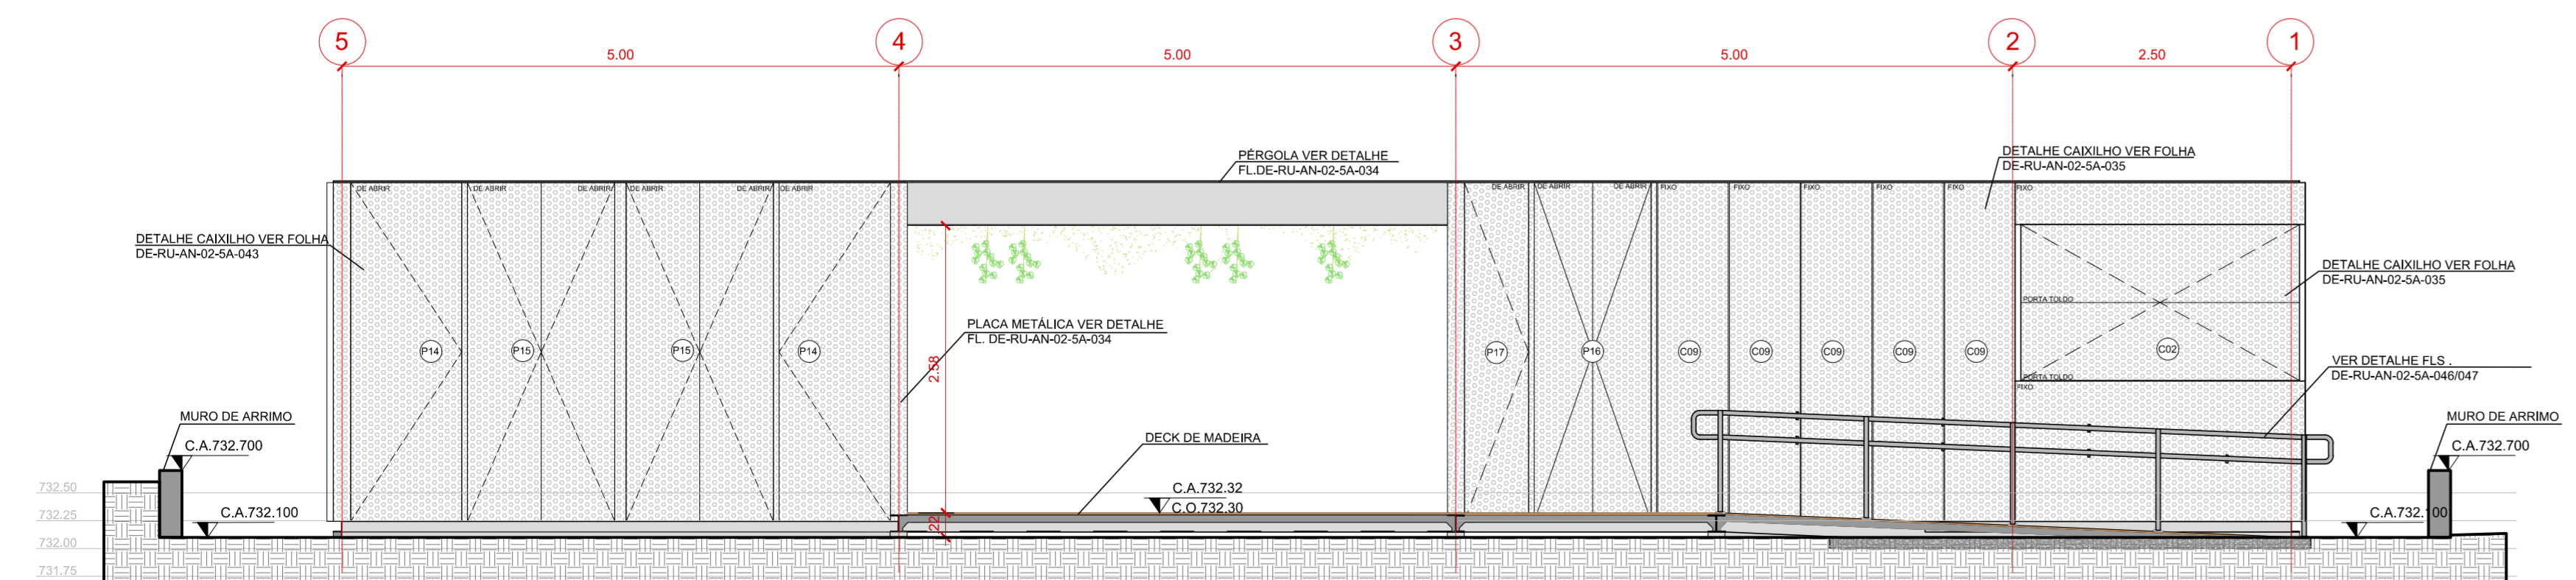 5
4
3
2
1
5.00
5.00
5.00
2.50
PÉRGOLA VER DETALHE
FL.DE-RU-AN-02-5A-034
DETALHE CAIXILHO VER FOLHA
DE-RU-AN-02-5A-035
DE ABRIR
DE ABRIR
DE ABRIR
DE ABRIR
DE ABRIR
DE ABRIR
DE ABRIR
DE ABRIR
DE ABRIR
FIXO
FIXO
FIXO
FIXO
FIXO
FIXO
DETALHE CAIXILHO VER FOLHA
DE-RU-AN-02-5A-043
DETALHE CAIXILHO VER FOLHA
DE-RU-AN-02-5A-035
PORTA TOLDO
PLACA METÁLICA VER DETALHE
FL. DE-RU-AN-02-5A-034
2.58
P14
P15
P15
P14
P17
P16
C09
C09
C09
C09
C09
C02
VER DETALHE FLS .
DE-RU-AN-02-5A-046/047
PORTA TOLDO
FIXO
MURO DE ARRIMO
C.A.732.700
DECK DE MADEIRA
MURO DE ARRIMO
C.A.732.700
732.50
C.A.732.32
C.O.732.30
732.25
C.A.732.100
C.A.732.100
22
732.00
731.75